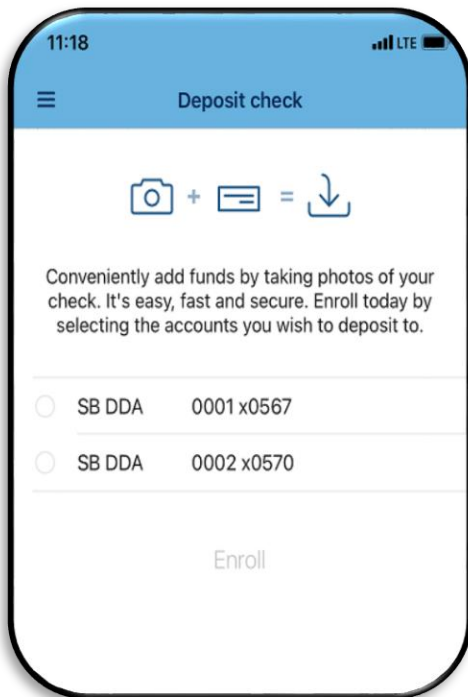 11:18 LTE
Deposit check
+ =
Conveniently add funds by taking photos of your
check. It's easy, fast and secure. Enroll today by
selecting the accounts you wish to deposit to.
SB DDA 0001 x0567
SB DDA 0002 x0570
Enroll